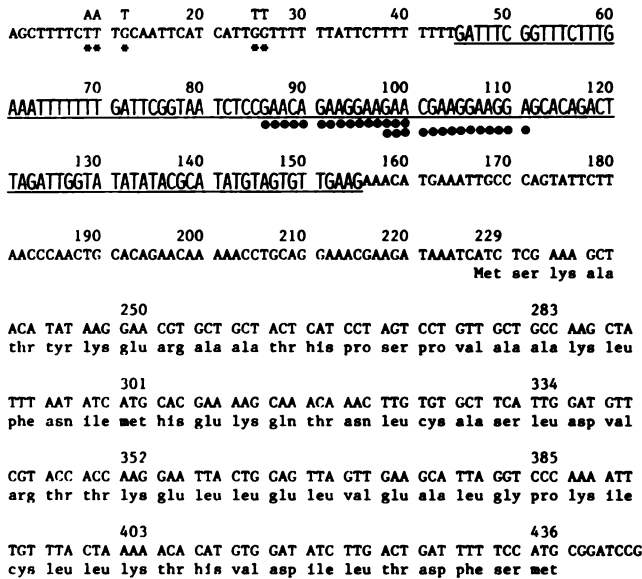 AA T 20 TT 30 40 50 60
AGCTTTTCTT TGCAATTCAT CATTGGTTTT TTATTCTTTT TTTTGATTTC GGTTTCTTTG
** * **
70 80 90 100 110 120
AAATTTTTTT GATTCGGTAA TCTCCGAACA GAAGGAAGAA CGAAGGAAGG AGCACAGACT
130 140 150 160 170 180
TAGATTGGTA TATATACGCA TATGTAGTGT TGAAGAAACA TGAAATTGCC CAGTATTCTT
190 200 210 220 229
AACCCAACTG CACAGAACAA AAACCTGCAG GAAACGAAGA TAAATCATG TCG AAA GCT
Met ser lys ala
250 283
ACA TAT AAG GAA CGT GCT GCT ACT CAT CCT AGT CCT GTT GCT GCC AAG CTA
thr tyr lys glu arg ala ala thr his pro ser pro val ala ala lys leu
301 334
TTT AAT ATC ATG CAC GAA AAG CAA ACA AAC TTG TGT GCT TCA TTG GAT GTT
phe asn ile met his glu lys gln thr asn leu cys ala ser leu asp val
352 385
CGT ACC ACC AAG GAA TTA CTG GAG TTA GTT GAA GCA TTA GGT CCC AAA ATT
arg thr thr lys glu leu leu glu leu val glu ala leu gly pro lys ile
403 436
TGT TTA CTA AAA ACA CAT GTG GAT ATC TTG ACT GAT TTT TCC ATG CGGATCCG
cys leu leu lys thr his val asp ile leu thr asp phe ser met